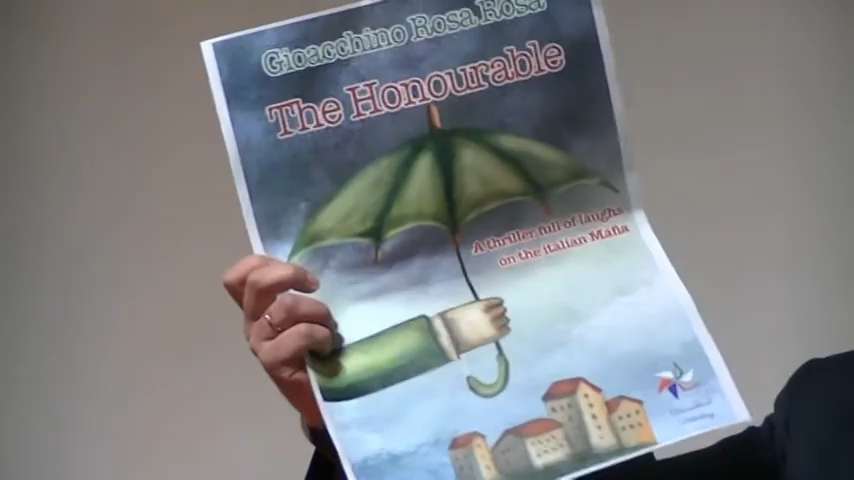 Gioacchino Rosa Rosa
The Honourable
A thriller full of laughs
on the italian Mafia